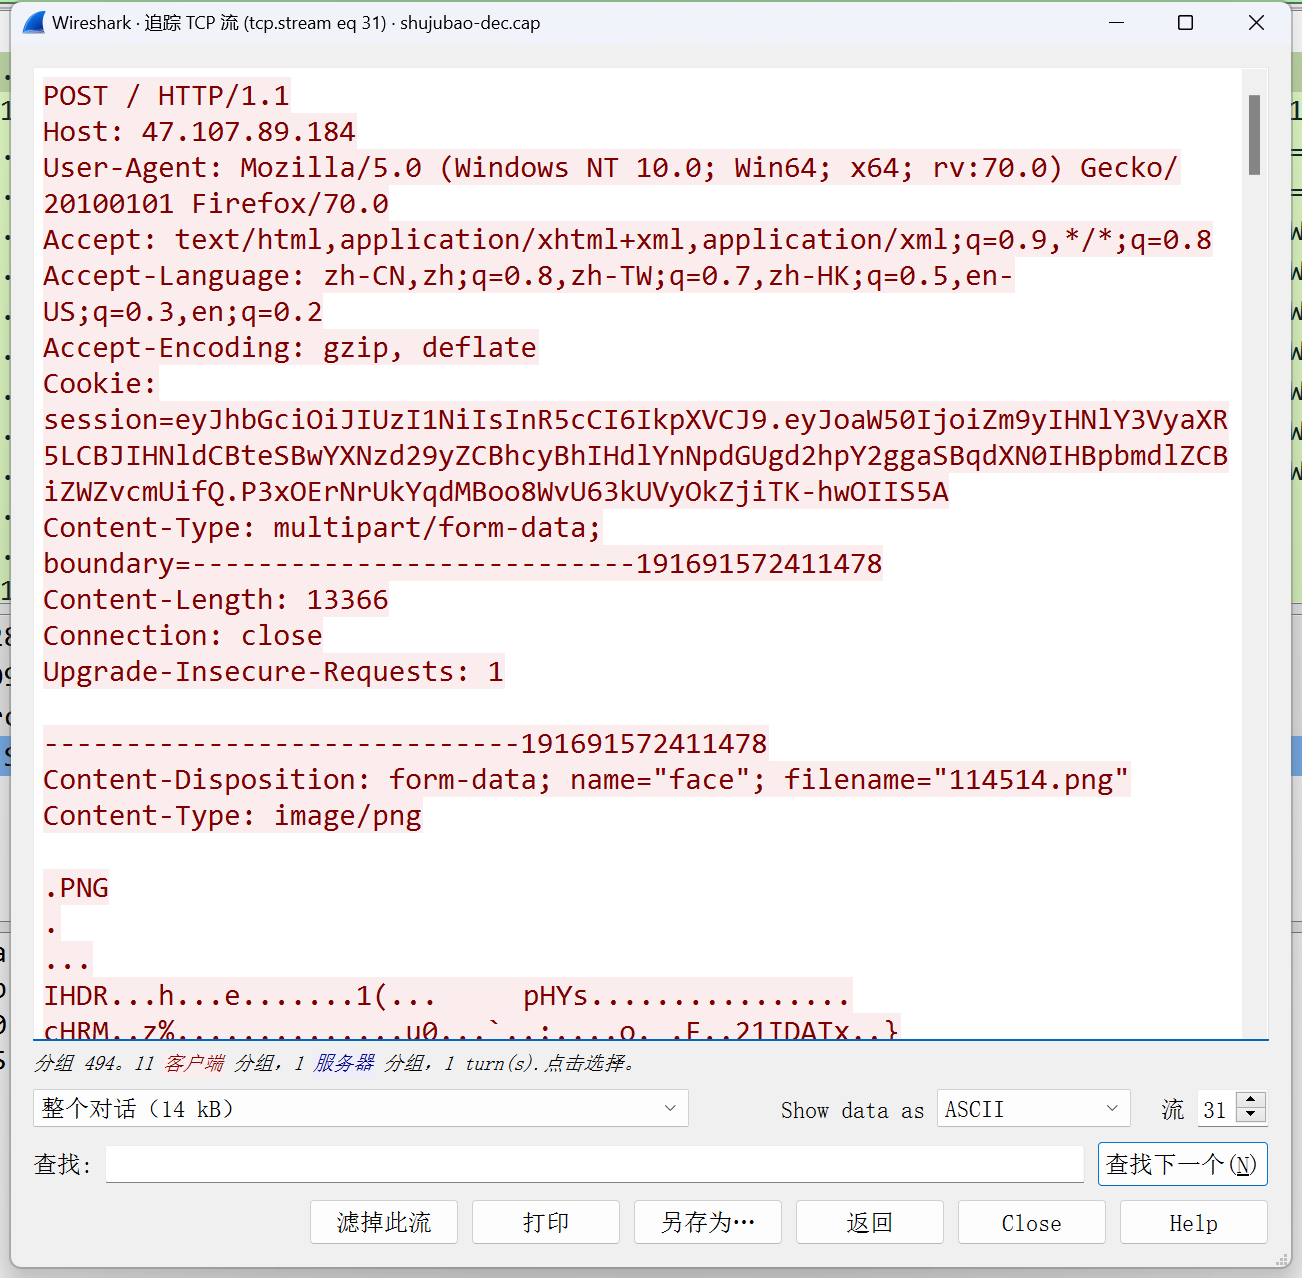 Wireshark · 追踪 TCP 流 (tcp.stream eq 31) · shujubao-dec.cap
POST / HTTP/1.1
Host: 47.107.89.184
User-Agent: Mozilla/5.0 (Windows NT 10.0; Win64; x64; rv:70.0) Gecko/
20100101 Firefox/70.0
Accept: text/html,application/xhtml+xml,application/xml;q=0.9,*/*;q=0.8
Accept-Language: zh-CN,zh;q=0.8,zh-TW;q=0.7,zh-HK;q=0.5,en-
US;q=0.3,en;q=0.2
Accept-Encoding: gzip, deflate
Cookie:
session=eyJhbGciOiJIUzI1NiIsInR5cCI6IkpXVCJ9.eyJoaW50IjoiZm9yIHNlY3VyaXR
5LCBJIHNldCBteSBwYXNzd29yZCBhcyBhIHdlYnNpdGUgd2hpY2ggaSBqdXN0IHBpbmdlZCB
iZWZvcmUifQ.P3xOErNrUkYqdMBoo8WvU63kUVyOkZjiTK-hwOIIS5A
Content-Type: multipart/form-data;
boundary=---------------------------191691572411478
Content-Length: 13366
Connection: close
Upgrade-Insecure-Requests: 1
-----------------------------191691572411478
Content-Disposition: form-data; name="face"; filename="114514.png"
Content-Type: image/png
.PNG
.
...
IHDR...h...e.......1(... pHYs................
cHRM..z%..............u0...`..:....o._.F..21IDATx..}
分组 494。11 客户端 分组，1 服务器 分组，1 turn(s).点击选择。
整个对话（14 kB）
Show data as ASCII 流 31
查找:
查找下一个(N)
滤掉此流 打印 另存为… 返回 Close Help